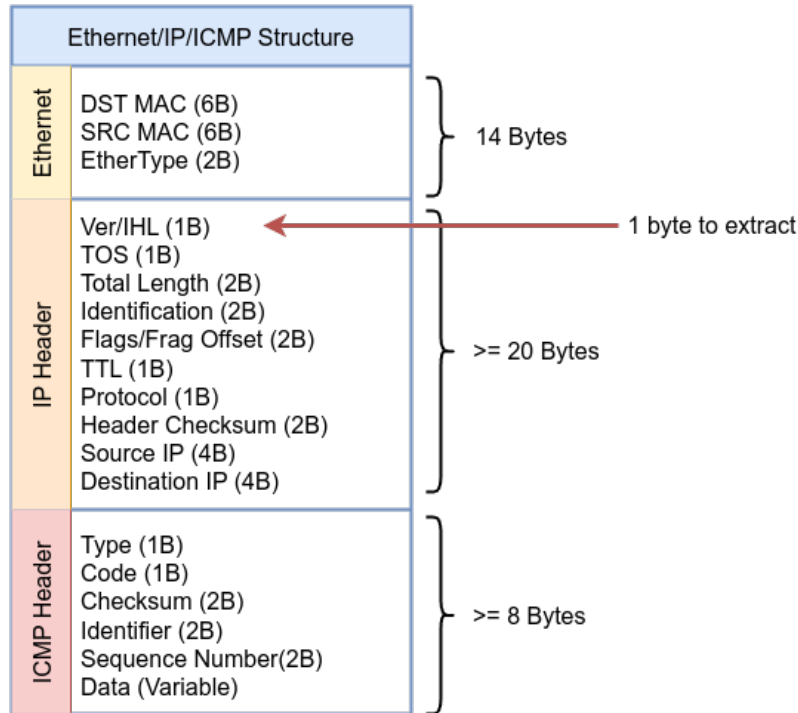 Ethernet/IP/ICMP Structure
Ethernet
DST MAC (6B)
SRC MAC (6B)
EtherType (2B)
14 Bytes
IP Header
Ver/IHL (1B)
1 byte to extract
TOS (1B)
Total Length (2B)
Identification (2B)
Flags/Frag Offset (2B)
TTL (1B)
Protocol (1B)
Header Checksum (2B)
Source IP (4B)
Destination IP (4B)
>= 20 Bytes
ICMP Header
Type (1B)
Code (1B)
Checksum (2B)
Identifier (2B)
Sequence Number(2B)
Data (Variable)
>= 8 Bytes